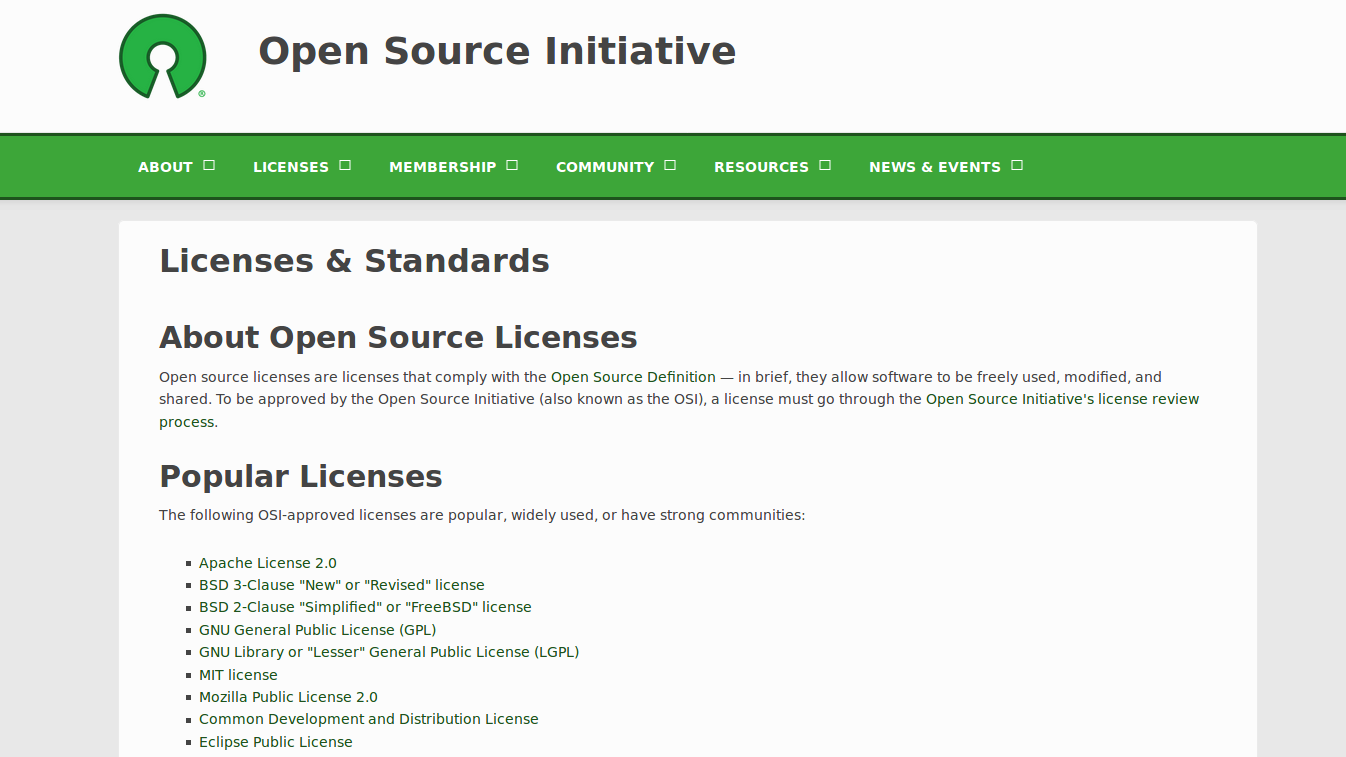 Open Source Initiative
®
ABOUT LICENSES MEMBERSHIP COMMUNITY RESOURCES NEWS & EVENTS
Licenses & Standards
About Open Source Licenses
Open source licenses are licenses that comply with the Open Source Definition — in brief, they allow software to be freely used, modified, and
shared. To be approved by the Open Source Initiative (also known as the OSI), a license must go through the Open Source Initiative's license review
process.
Popular Licenses
The following OSI-approved licenses are popular, widely used, or have strong communities:
Apache License 2.0
BSD 3-Clause "New" or "Revised" license
BSD 2-Clause "Simplified" or "FreeBSD" license
GNU General Public License (GPL)
GNU Library or "Lesser" General Public License (LGPL)
MIT license
Mozilla Public License 2.0
Common Development and Distribution License
Eclipse Public License